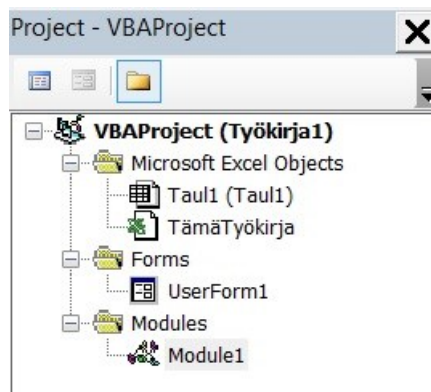 Project - VBAProject
VBAProject (Työkirja1)
Microsoft Excel Objects
Taul1 (Taul1)
TämäTyökirja
Forms
UserForm1
Modules
Module1